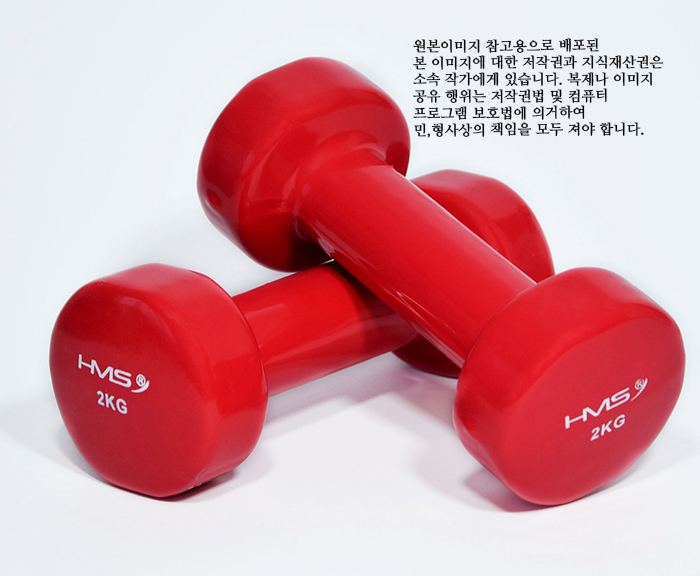 원본이미지 참고용으로 배포된
본 이미지에 대한 저작권과 지식재산권은
소속 작가에게 있습니다. 복제나 이미지
공유 행위는 저작권법 및 컴퓨터
프로그램 보호법에 의거하여
민,형사상의 책임을 모두 져야 합니다.
HMS®
2KG
HMS®
2KG